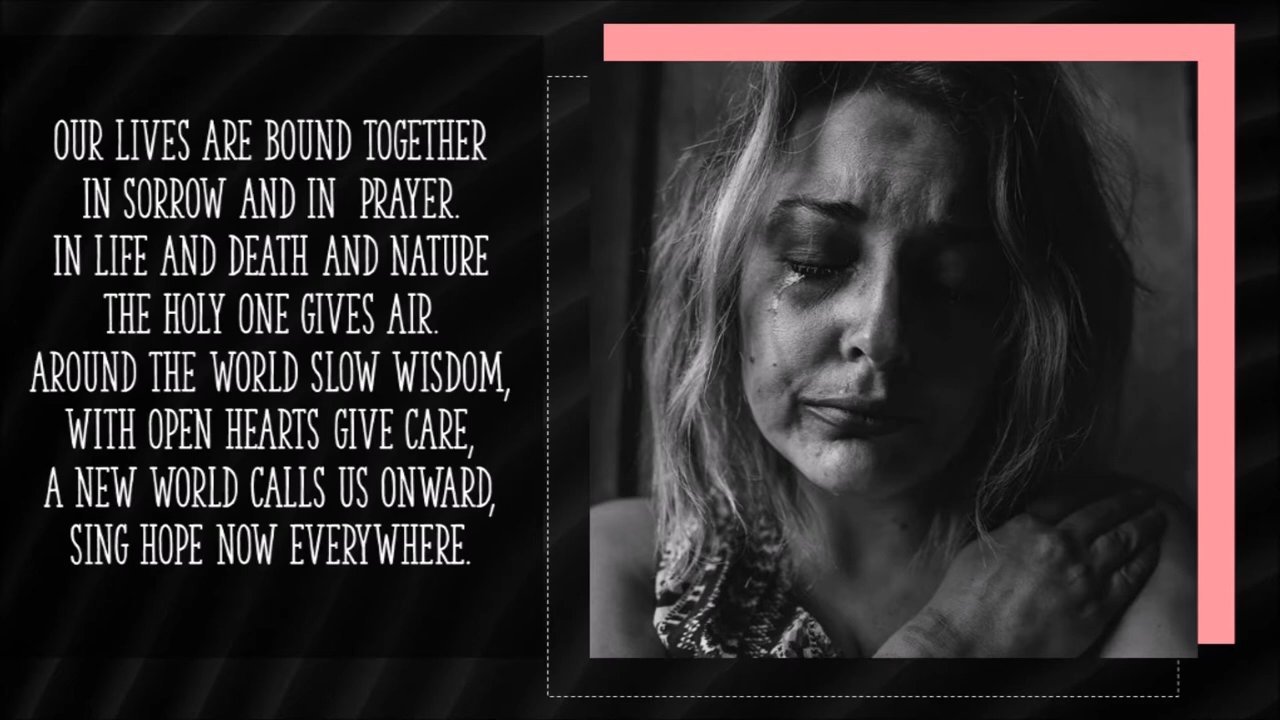 OUR LIVES ARE BOUND TOGETHER
IN SORROW AND IN PRAYER.
IN LIFE AND DEATH AND NATURE
THE HOLY ONE GIVES AIR.
AROUND THE WORLD SLOW WISDOM,
WITH OPEN HEARTS GIVE CARE,
A NEW WORLD CALLS US ONWARD,
SING HOPE NOW EVERYWHERE.